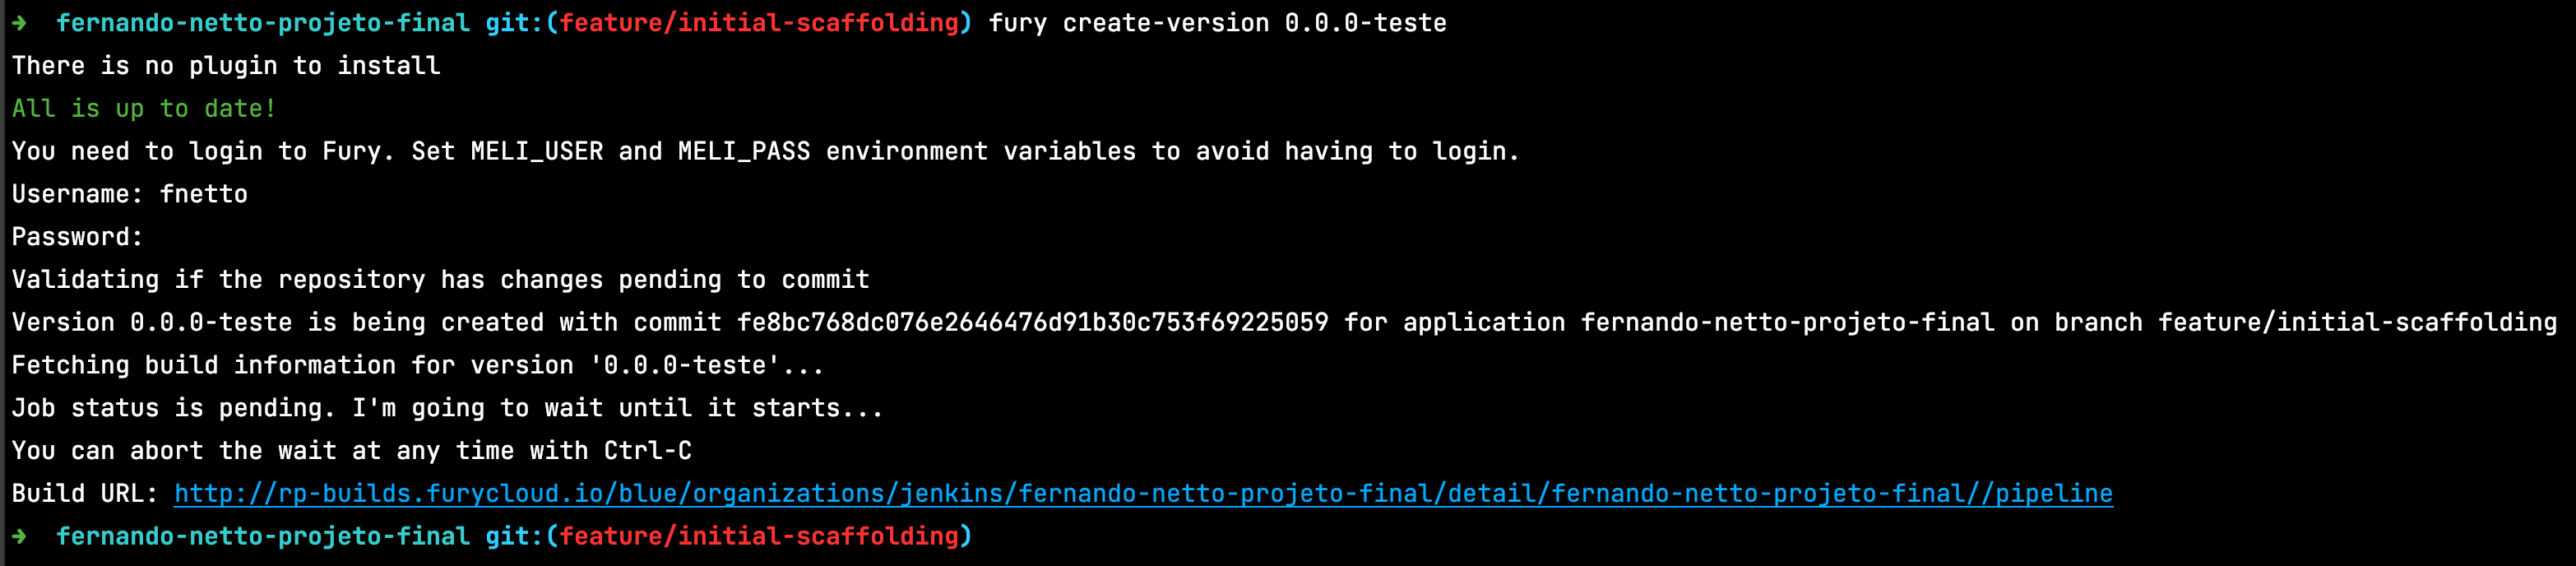 ➜  fernando-netto-projeto-final git:(feature/initial-scaffolding) fury create-version 0.0.0-teste
There is no plugin to install
All is up to date!
You need to login to Fury. Set MELI_USER and MELI_PASS environment variables to avoid having to login.
Username: fnetto
Password:
Validating if the repository has changes pending to commit
Version 0.0.0-teste is being created with commit fe8bc768dc076e2646476d91b30c753f69225059 for application fernando-netto-projeto-final on branch feature/initial-scaffolding
Fetching build information for version '0.0.0-teste'...
Job status is pending. I'm going to wait until it starts...
You can abort the wait at any time with Ctrl-C
Build URL: http://rp-builds.furycloud.io/blue/organizations/jenkins/fernando-netto-projeto-final/detail/fernando-netto-projeto-final//pipeline
➜  fernando-netto-projeto-final git:(feature/initial-scaffolding)